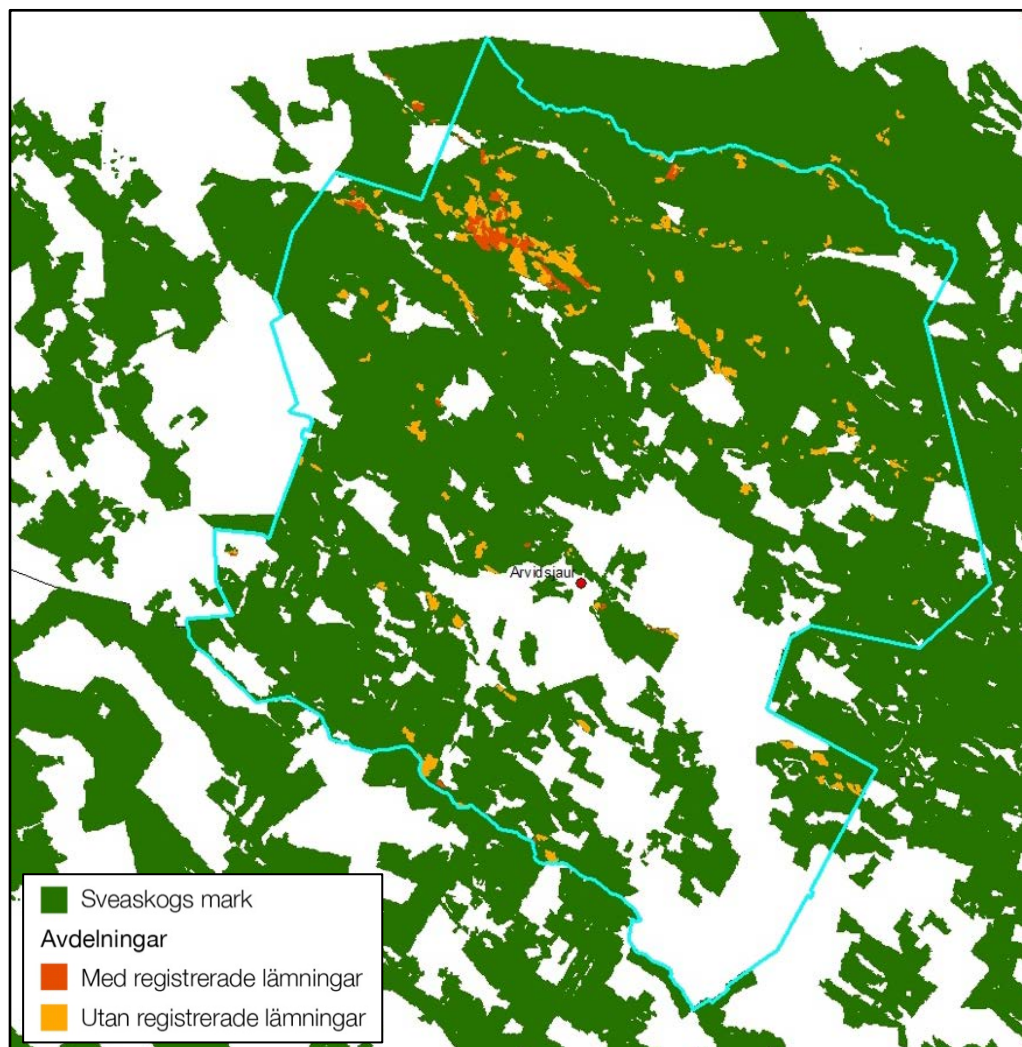 Arvidsjaur
Sveaskogs mark
Avdelningar
Med registrerade lämningar
Utan registrerade lämningar